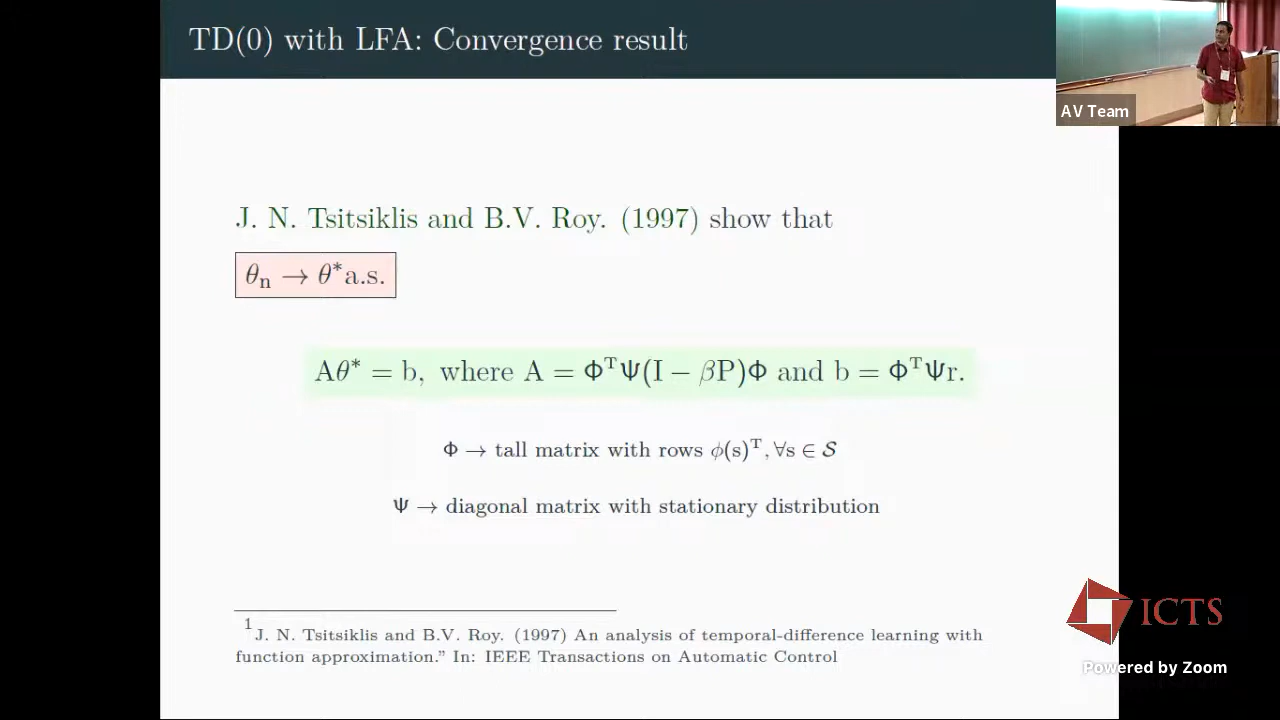 TD(0) with LFA: Convergence result
AV Team
J. N. Tsitsiklis and B.V. Roy. (1997) show that
θₙ → θ* a.s.
Aθ* = b, where A = Φᵀ Ψ(I − βP)Φ and b = ΦᵀΨr.
Φ → tall matrix with rows ϕ(s)ᵀ, ∀s ∈ 𝒮
Ψ → diagonal matrix with stationary distribution
¹J. N. Tsitsiklis and B.V. Roy. (1997) An analysis of temporal-difference learning with
function approximation.” In: IEEE Transactions on Automatic Control
ICTS
Powered by Zoom